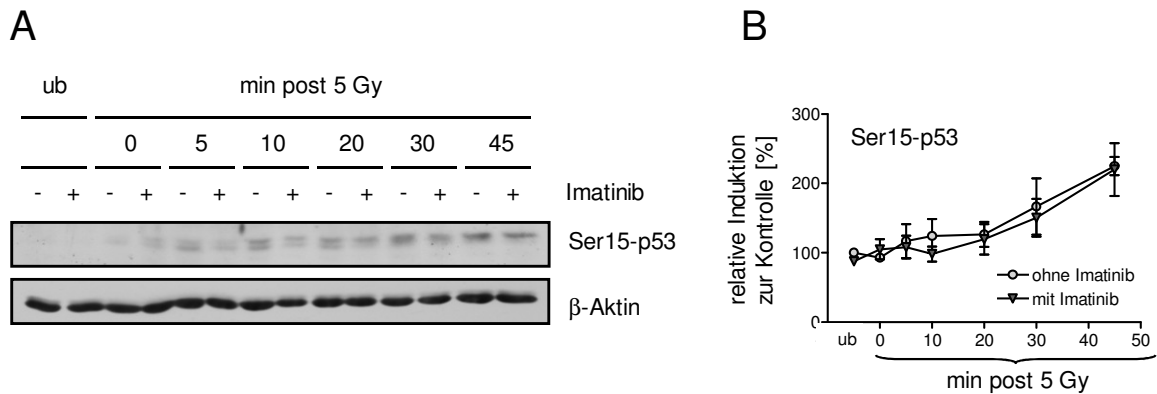 A
ub
min post 5 Gy
0 5 10 20 30 45
- + - + - + - + - + - + - + Imatinib
Ser15-p53
β-Aktin
B
relative Induktion
zur Kontrolle [%]
300
200
100
0
Ser15-p53
ohne Imatinib
mit Imatinib
ub 0 10 20 30 40 50
min post 5 Gy